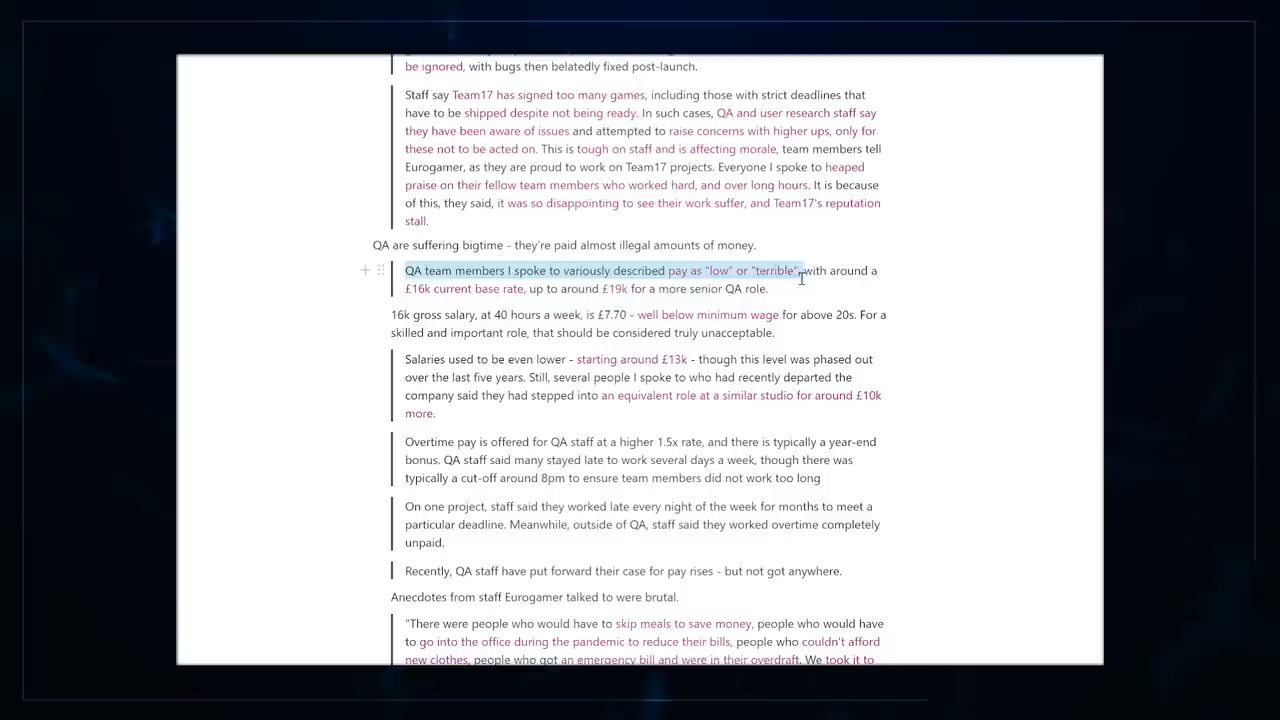 be ignored, with bugs then belatedly fixed post-launch.
Staff say Team17 has signed too many games, including those with strict deadlines that
have to be shipped despite not being ready. In such cases, QA and user research staff say
they have been aware of issues and attempted to raise concerns with higher ups, only for
these not to be acted on. This is tough on staff and is affecting morale, team members tell
Eurogamer, as they are proud to work on Team17 projects. Everyone I spoke to heaped
praise on their fellow team members who worked hard, and over long hours. It is because
of this, they said, it was so disappointing to see their work suffer, and Team17's reputation
stall.
QA are suffering bigtime - they're paid almost illegal amounts of money.
QA team members I spoke to variously described pay as "low" or "terrible", with around a
£16k current base rate, up to around £19k for a more senior QA role.
16k gross salary, at 40 hours a week, is £7.70 - well below minimum wage for above 20s. For a
skilled and important role, that should be considered truly unacceptable.
Salaries used to be even lower - starting around £13k - though this level was phased out
over the last five years. Still, several people I spoke to who had recently departed the
company said they had stepped into an equivalent role at a similar studio for around £10k
more.
Overtime pay is offered for QA staff at a higher 1.5x rate, and there is typically a year-end
bonus. QA staff said many stayed late to work several days a week, though there was
typically a cut-off around 8pm to ensure team members did not work too long
On one project, staff said they worked late every night of the week for months to meet a
particular deadline. Meanwhile, outside of QA, staff said they worked overtime completely
unpaid.
Recently, QA staff have put forward their case for pay rises - but not got anywhere.
Anecdotes from staff Eurogamer talked to were brutal.
"There were people who would have to skip meals to save money, people who would have
to go into the office during the pandemic to reduce their bills, people who couldn't afford
new clothes, people who got an emergency bill and were in their overdraft. We took it to